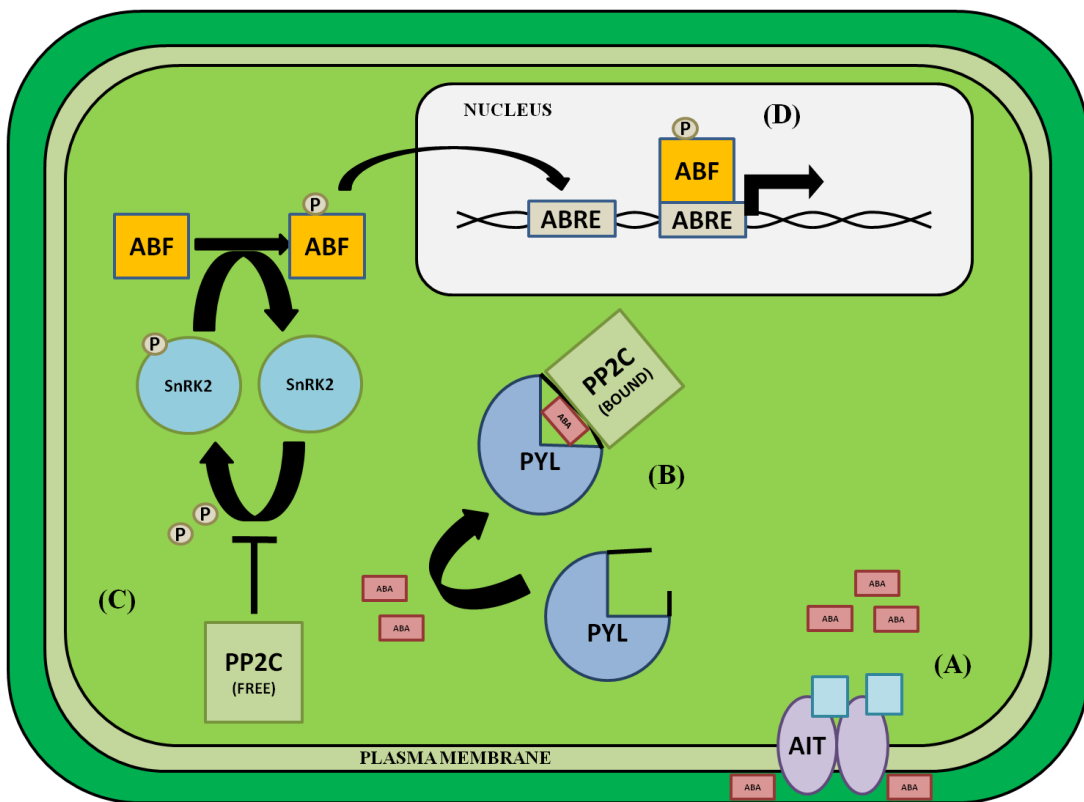 NUCLEUS
(D)
P
ABF
P
ABF
ABF
ABRE
ABRE
P
SnRK2
SnRK2
PP2C
(BOUND)
ABA
PYL
(B)
P
P
ABA
ABA
(C)
PYL
ABA
ABA
ABA
PP2C
(FREE)
(A)
AIT
PLASMA MEMBRANE
ABA
ABA